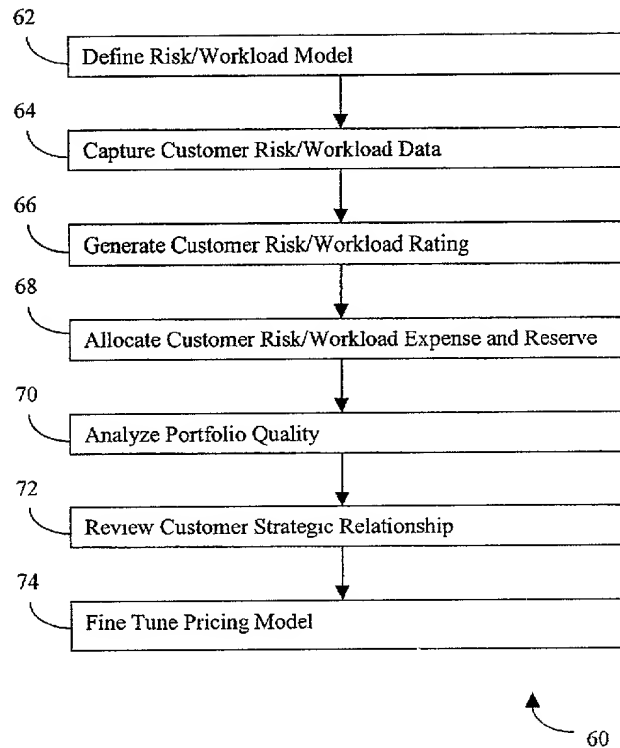 62
Define Risk/Workload Model
64
Capture Customer Risk/Workload Data
66
Generate Customer Risk/Workload Rating
68
Allocate Customer Risk/Workload Expense and Reserve
70
Analyze Portfolio Quality
72
Review Customer Strategic Relationship
74
Fine Tune Pricing Model
60